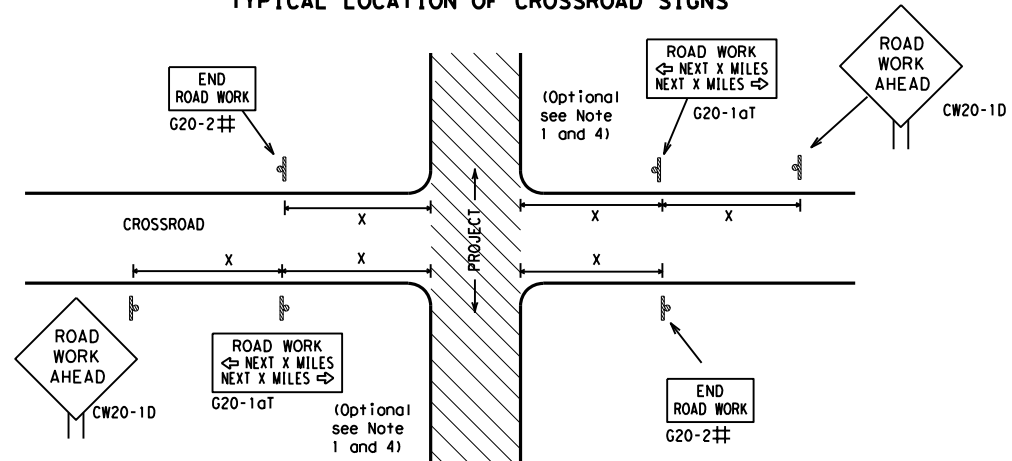 TYPICAL LOCATION OF CROSSROAD SIGNS
END
ROAD WORK
G20-2#
(Optional
see Note
1 and 4)
ROAD WORK
⇦ NEXT X MILES
NEXT X MILES ⇨
G20-1aT
ROAD
WORK
AHEAD
CW20-1D
X
X
X
CROSSROAD
PROJECT
X
X
X
ROAD
WORK
AHEAD
CW20-1D
ROAD WORK
⇦ NEXT X MILES
NEXT X MILES ⇨
G20-1aT
(Optional
see Note
1 and 4)
END
ROAD WORK
G20-2#